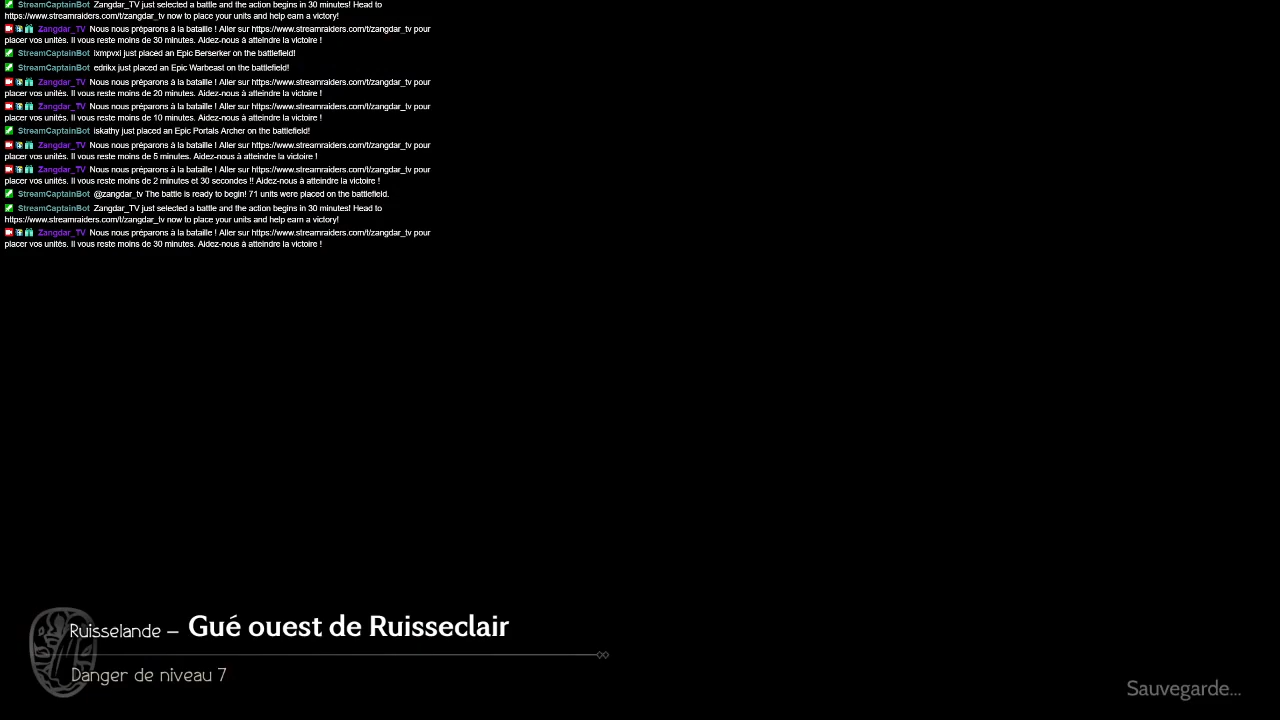 StreamCaptainBot Zangdar_TV just selected a battle and the action begins in 30 minutes! Head to
https://www.streamraiders.com/t/zangdar_tv now to place your units and help earn a victory!
Zangdar_TV Nous nous préparons à la bataille ! Aller sur https://www.streamraiders.com/t/zangdar_tv pour
placer vos unités. Il vous reste moins de 30 minutes. Aidez-nous à atteindre la victoire !
StreamCaptainBot ixmpvxi just placed an Epic Berserker on the battlefield!
StreamCaptainBot edrikx just placed an Epic Warbeast on the battlefield!
Zangdar_TV Nous nous préparons à la bataille ! Aller sur https://www.streamraiders.com/t/zangdar_tv pour
placer vos unités. Il vous reste moins de 20 minutes. Aidez-nous à atteindre la victoire !
Zangdar_TV Nous nous préparons à la bataille ! Aller sur https://www.streamraiders.com/t/zangdar_tv pour
placer vos unités. Il vous reste moins de 10 minutes. Aidez-nous à atteindre la victoire !
StreamCaptainBot iskathy just placed an Epic Portals Archer on the battlefield!
Zangdar_TV Nous nous préparons à la bataille ! Aller sur https://www.streamraiders.com/t/zangdar_tv pour
placer vos unités. Il vous reste moins de 5 minutes. Aidez-nous à atteindre la victoire !
Zangdar_TV Nous nous préparons à la bataille ! Aller sur https://www.streamraiders.com/t/zangdar_tv pour
placer vos unités. Il vous reste moins de 2 minutes et 30 secondes !! Aidez-nous à atteindre la victoire !
StreamCaptainBot @zangdar_tv The battle is ready to begin! 71 units were placed on the battlefield.
StreamCaptainBot Zangdar_TV just selected a battle and the action begins in 30 minutes! Head to
https://www.streamraiders.com/t/zangdar_tv now to place your units and help earn a victory!
Zangdar_TV Nous nous préparons à la bataille ! Aller sur https://www.streamraiders.com/t/zangdar_tv pour
placer vos unités. Il vous reste moins de 30 minutes. Aidez-nous à atteindre la victoire !
Ruisselande – Gué ouest de Ruisseclair
Danger de niveau 7
Sauvegarde...